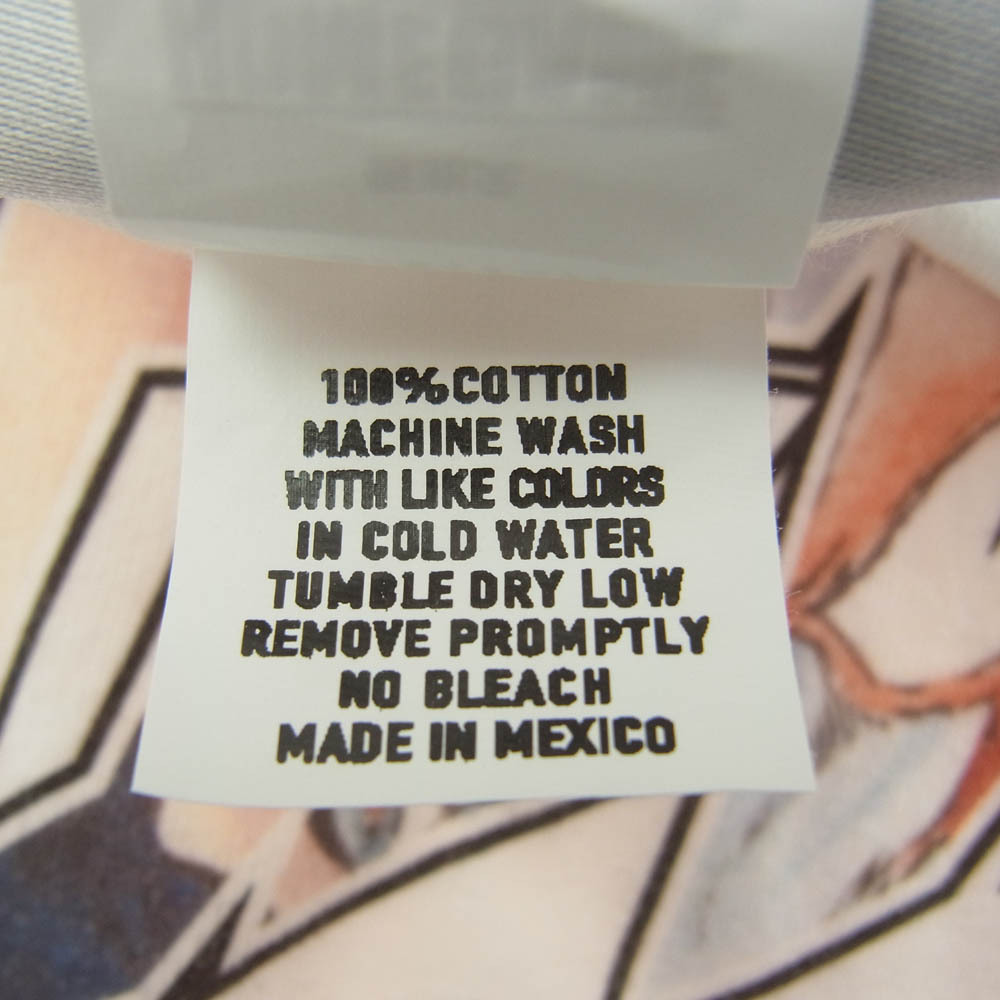 100% COTTON
MACHINE WASH
WITH LIKE COLORS
IN COLD WATER
TUMBLE DRY LOW
REMOVE PROMPTLY
NO BLEACH
MADE IN MEXICO